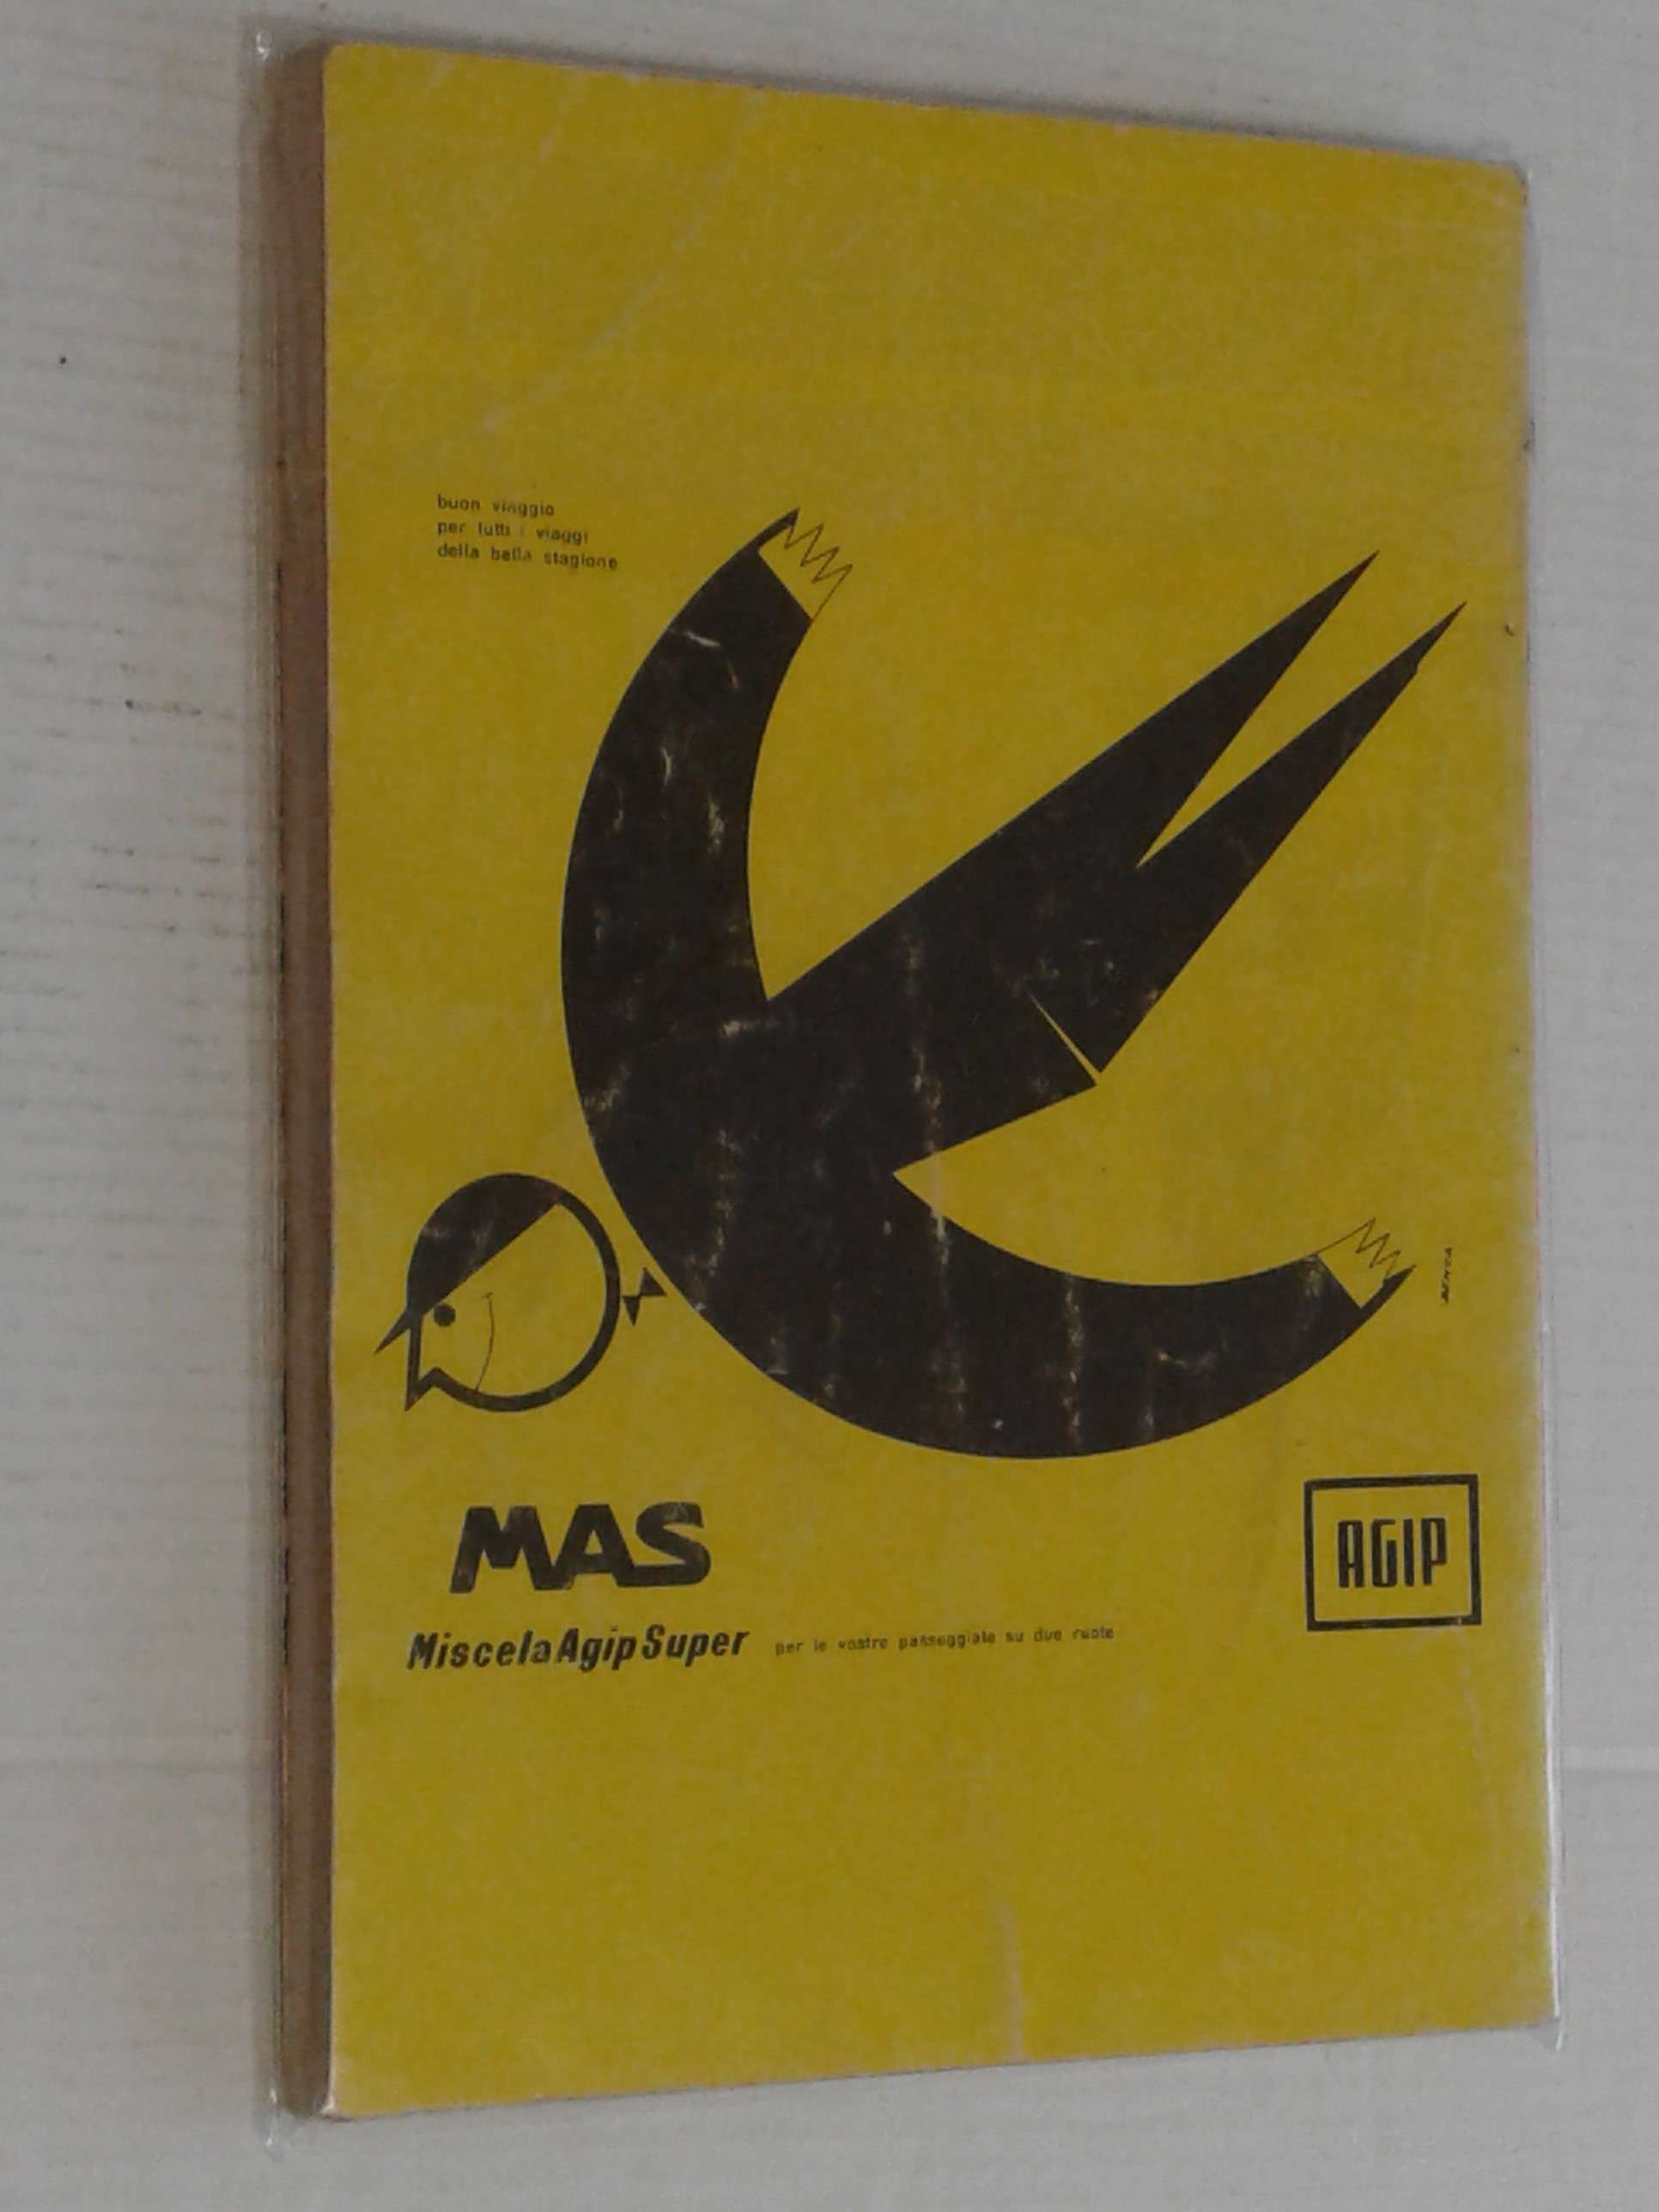 buon viaggio
per tutti i viaggi
della bella stagione
MAS
MiscelaAgipSuper per le vostre passeggiate su due ruote
AGIP